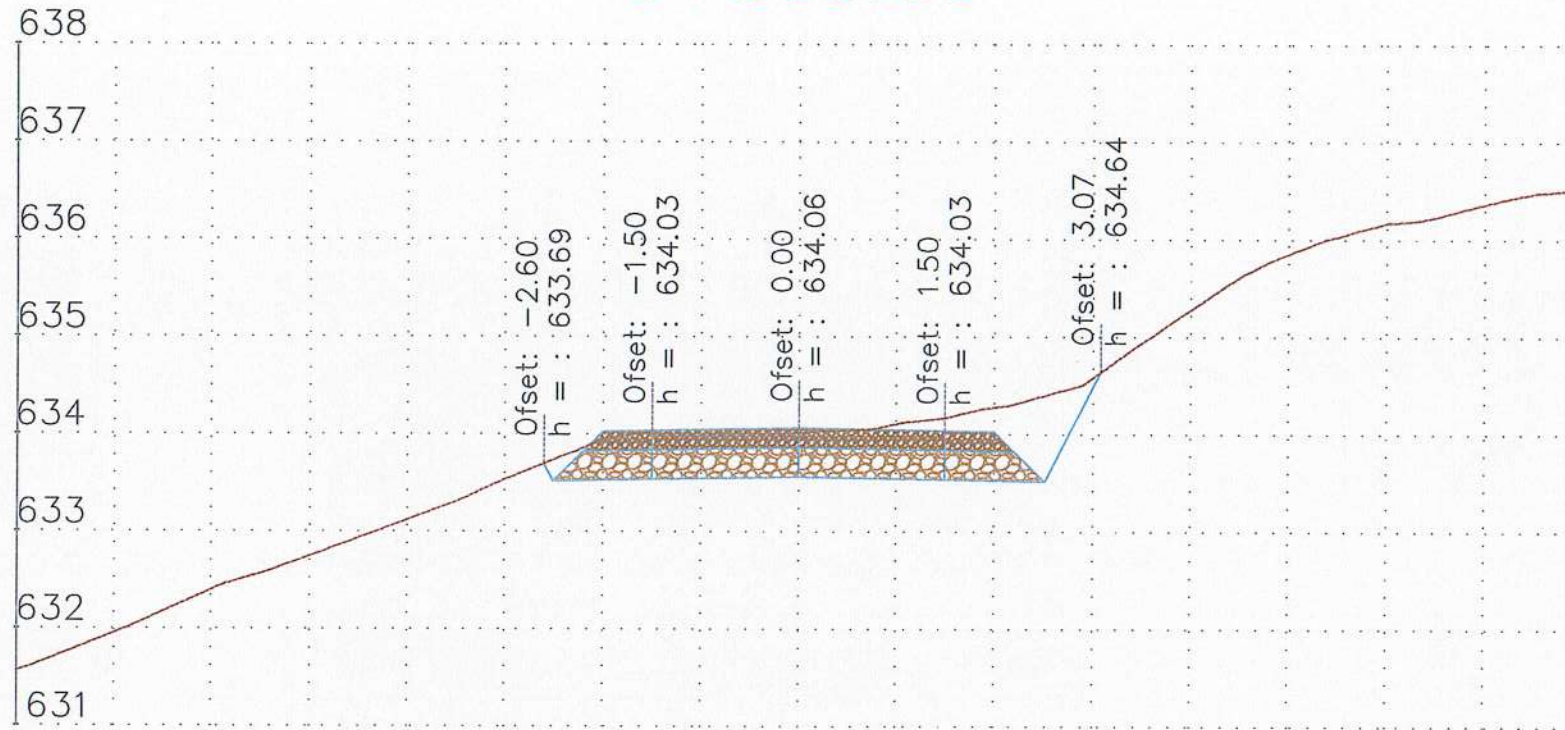 638
637
636
635
634
633
632
631
Ofset: -2.60
h = : 633.69
Ofset: -1.50
h = : 634.03
Ofset: 0.00
h = : 634.06
Ofset: 1.50
h = : 634.03
Ofset: 3.07
h = : 634.64